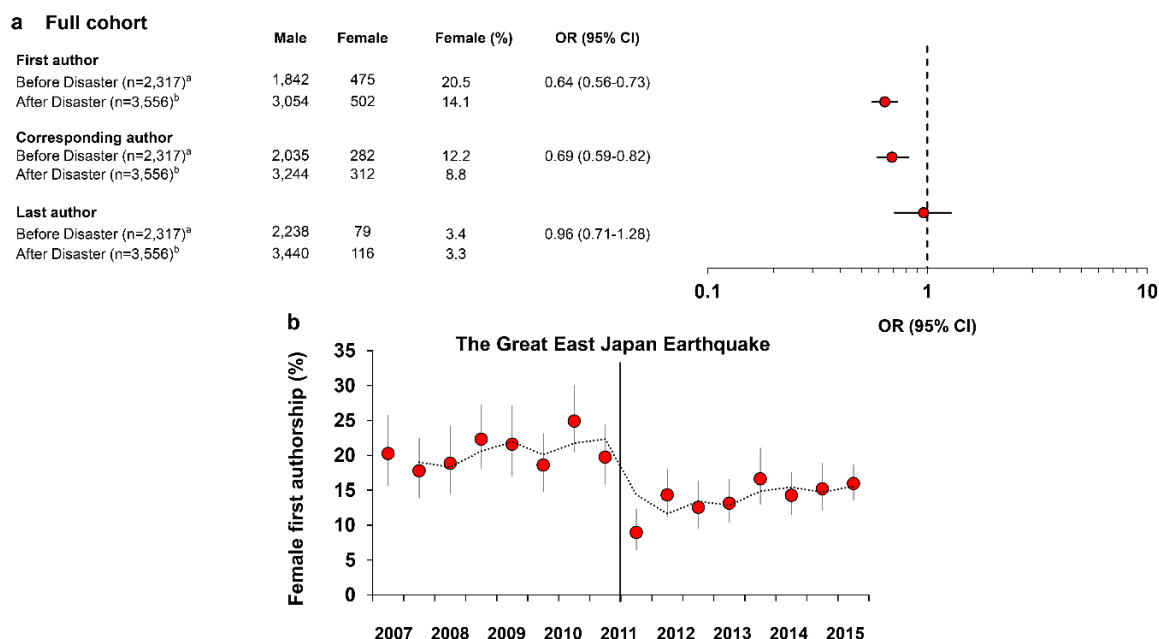 a Full cohort
Male Female Female (%) OR (95% CI)
First author
Before Disaster (n=2,317)a 1,842 475 20.5 0.64 (0.56-0.73)
After Disaster (n=3,556)b 3,054 502 14.1
Corresponding author
Before Disaster (n=2,317)a 2,035 282 12.2 0.69 (0.59-0.82)
After Disaster (n=3,556)b 3,244 312 8.8
Last author
Before Disaster (n=2,317)a 2,238 79 3.4 0.96 (0.71-1.28)
After Disaster (n=3,556)b 3,440 116 3.3
0.1 1 10
OR (95% CI)
b
The Great East Japan Earthquake
Female first authorship (%)
35
30
25
20
15
10
5
0
2007 2008 2009 2010 2011 2012 2013 2014 2015